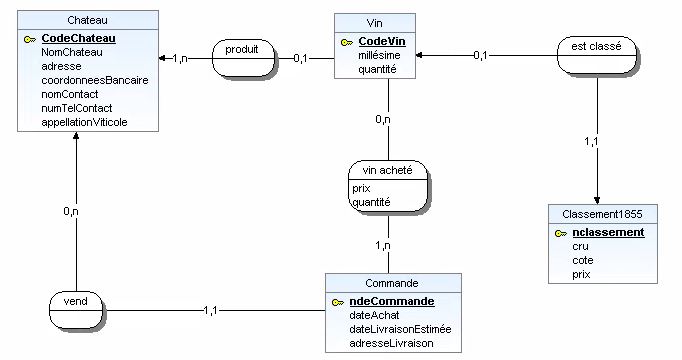 Chateau
CodeChateau
NomChateau
adresse
coordonneesBancaire
nomContact
numTelContact
appellationViticole
1,n
produit
0,1
Vin
CodeVin
millésime
quantité
0,1
est classé
1,1
Classement1855
nclassement
cru
cote
prix
0,n
vin acheté
prix
quantité
1,n
Commande
ndeCommande
dateAchat
dateLivraisonEstimée
adresseLivraison
0,n
vend
1,1